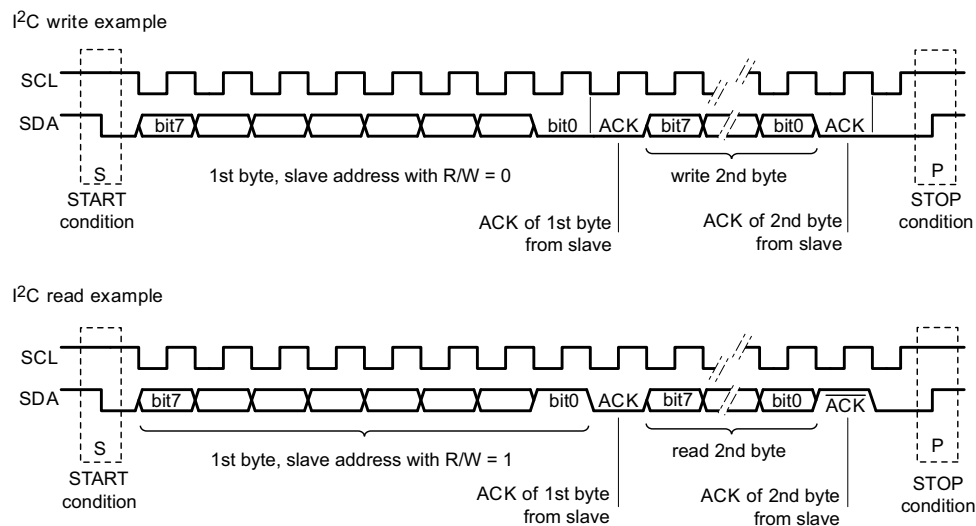 I²C write example
SCL
SDA
bit7
bit0
ACK
bit7
bit0
ACK
S
START
condition
1st byte, slave address with R/W = 0
write 2nd byte
P
STOP
condition
ACK of 1st byte
from slave
ACK of 2nd byte
from slave
I²C read example
SCL
SDA
bit7
bit0
ACK
bit7
bit0
A̅C̅K̅
S
START
condition
1st byte, slave address with R/W = 1
read 2nd byte
P
STOP
condition
ACK of 1st byte
from slave
ACK of 2nd byte
from slave